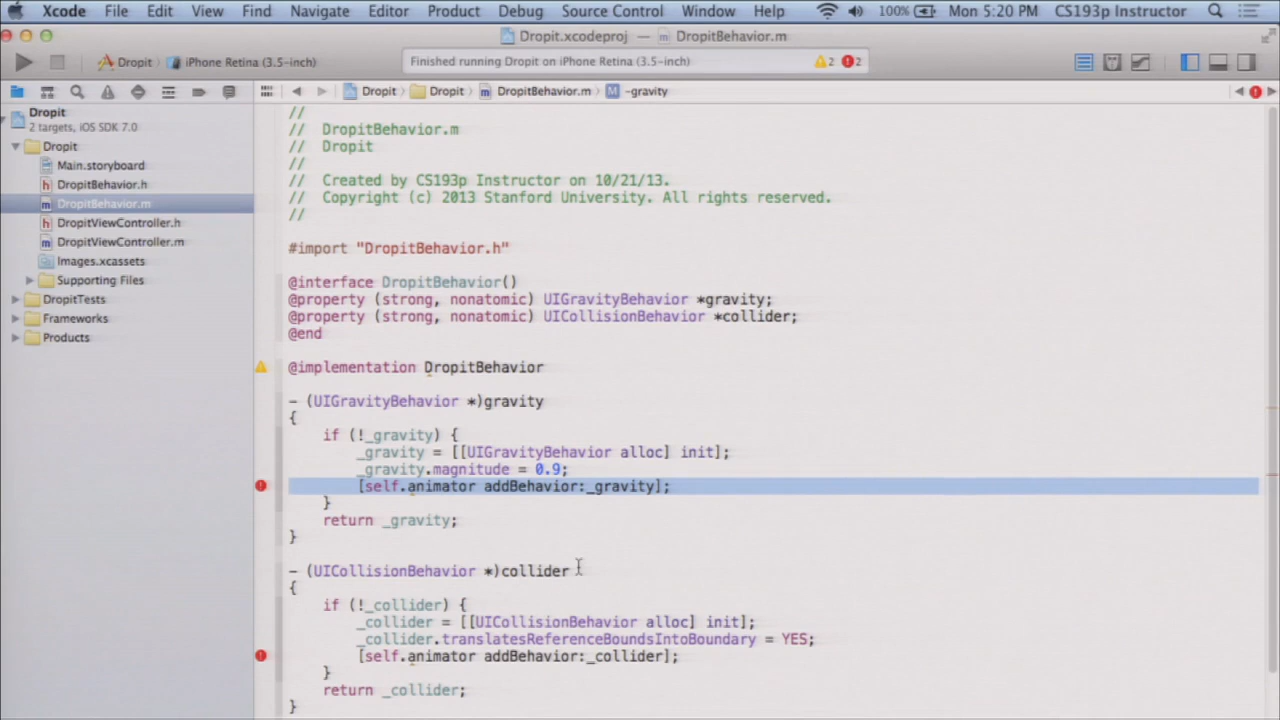 Xcode File Edit View Find Navigate Editor Product Debug Source Control Window Help 100% Mon 5:20 PM CS193p Instructor
Dropit.xcodeproj — DropitBehavior.m
Dropit iPhone Retina (3.5-inch) Finished running Dropit on iPhone Retina (3.5-inch) 2 2
Dropit Dropit DropitBehavior.m M -gravity
Dropit
2 targets, iOS SDK 7.0
Dropit
Main.storyboard
h DropitBehavior.h
m DropitBehavior.m
h DropitViewController.h
m DropitViewController.m
Images.xcassets
Supporting Files
DropitTests
Frameworks
Products
//
//  DropitBehavior.m
//  Dropit
//
//  Created by CS193p Instructor on 10/21/13.
//  Copyright (c) 2013 Stanford University. All rights reserved.
//
#import "DropitBehavior.h"
@interface DropitBehavior()
@property (strong, nonatomic) UIGravityBehavior *gravity;
@property (strong, nonatomic) UICollisionBehavior *collider;
@end
@implementation DropitBehavior
- (UIGravityBehavior *)gravity
{
if (!_gravity) {
_gravity = [[UIGravityBehavior alloc] init];
_gravity.magnitude = 0.9;
[self.animator addBehavior:_gravity];
}
return _gravity;
}
- (UICollisionBehavior *)collider
{
if (!_collider) {
_collider = [[UICollisionBehavior alloc] init];
_collider.translatesReferenceBoundsIntoBoundary = YES;
[self.animator addBehavior:_collider];
}
return _collider;
}